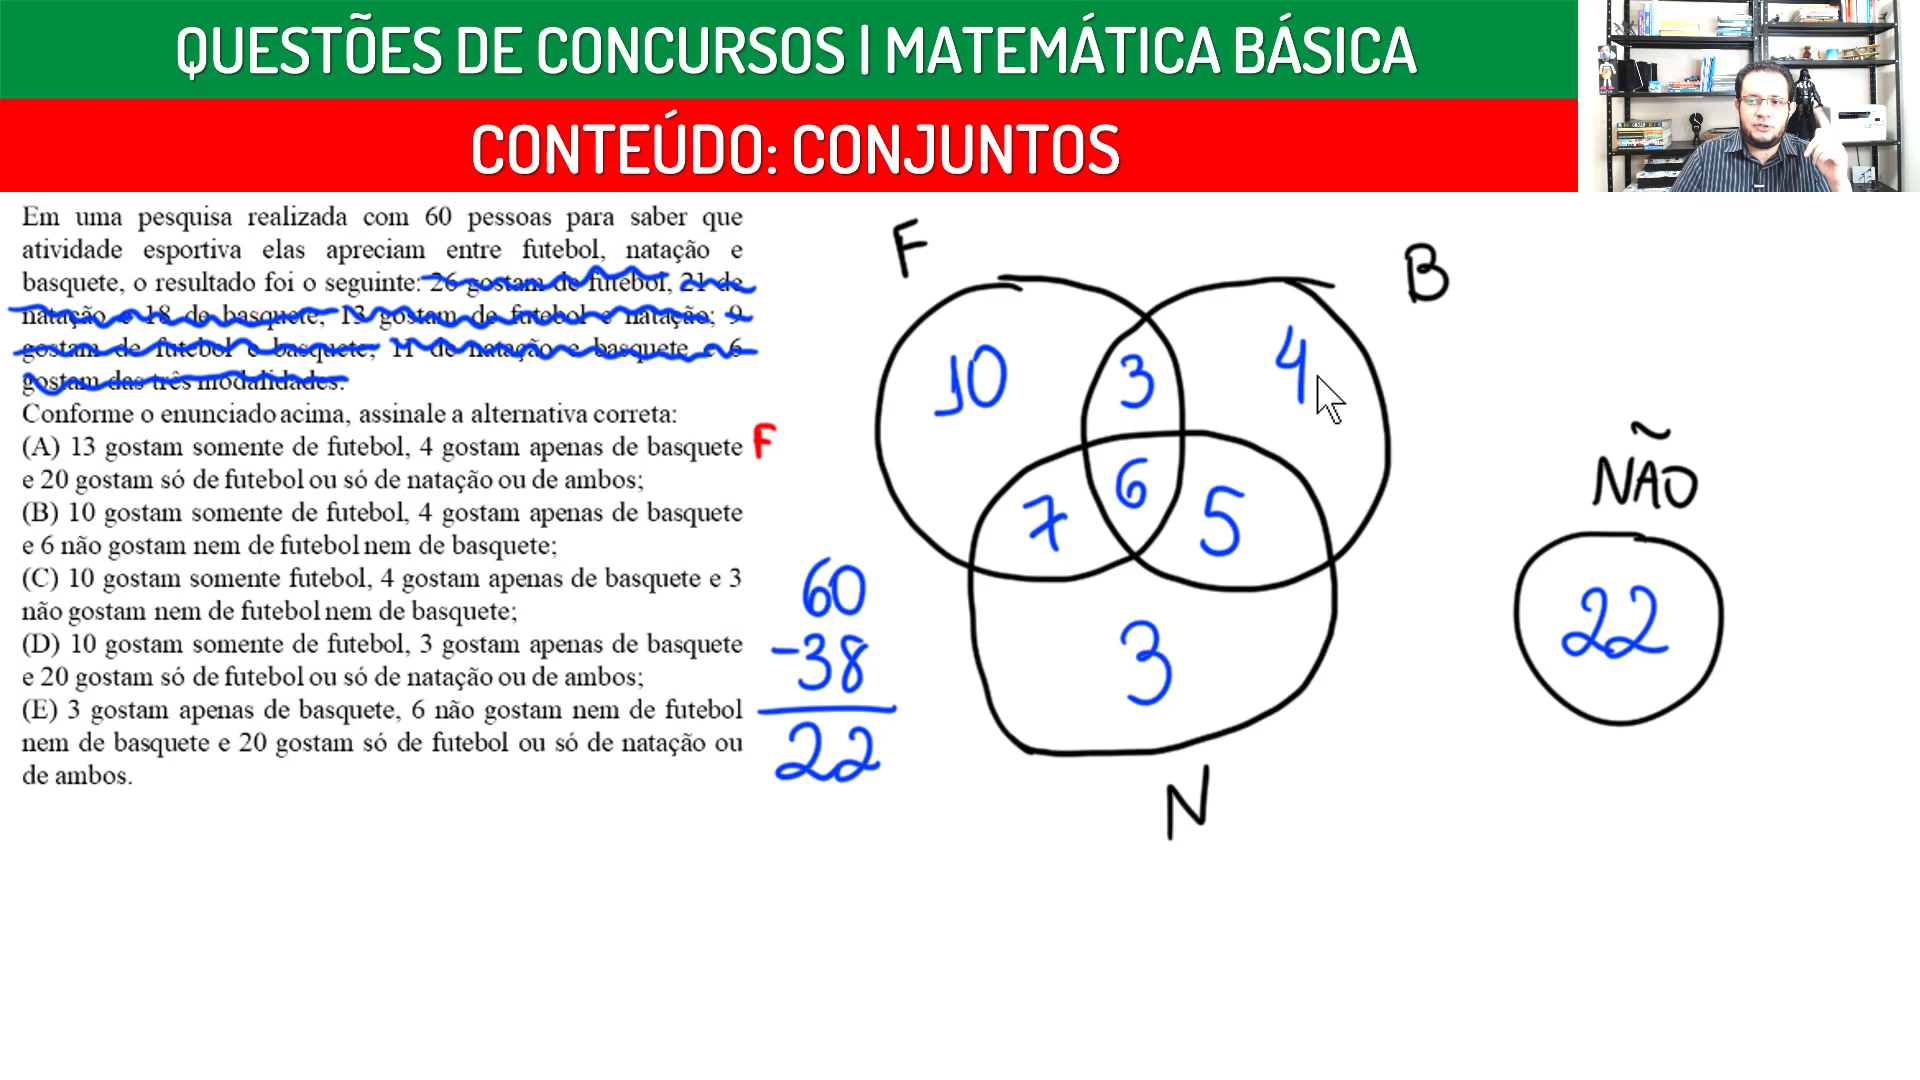 QUESTÕES DE CONCURSOS | MATEMÁTICA BÁSICA
CONTEÚDO: CONJUNTOS
Em uma pesquisa realizada com 60 pessoas para saber que
atividade esportiva elas apreciam entre futebol, natação e
basquete, o resultado foi o seguinte: 26 gostam de futebol, 21 de
natação e 18 de basquete; 13 gostam de futebol e natação; 9
gostam de futebol e basquete; 11 de natação e basquete e 6
gostam das três modalidades.
Conforme o enunciado acima, assinale a alternativa correta:
(A) 13 gostam somente de futebol, 4 gostam apenas de basquete F
e 20 gostam só de futebol ou só de natação ou de ambos;
(B) 10 gostam somente de futebol, 4 gostam apenas de basquete
e 6 não gostam nem de futebol nem de basquete;
(C) 10 gostam somente futebol, 4 gostam apenas de basquete e 3
não gostam nem de futebol nem de basquete;
(D) 10 gostam somente de futebol, 3 gostam apenas de basquete
e 20 gostam só de futebol ou só de natação ou de ambos;
(E) 3 gostam apenas de basquete, 6 não gostam nem de futebol
nem de basquete e 20 gostam só de futebol ou só de natação ou
de ambos.
60
-38
22
F
B
10
3
4
7
6
5
3
N
NÃO
22